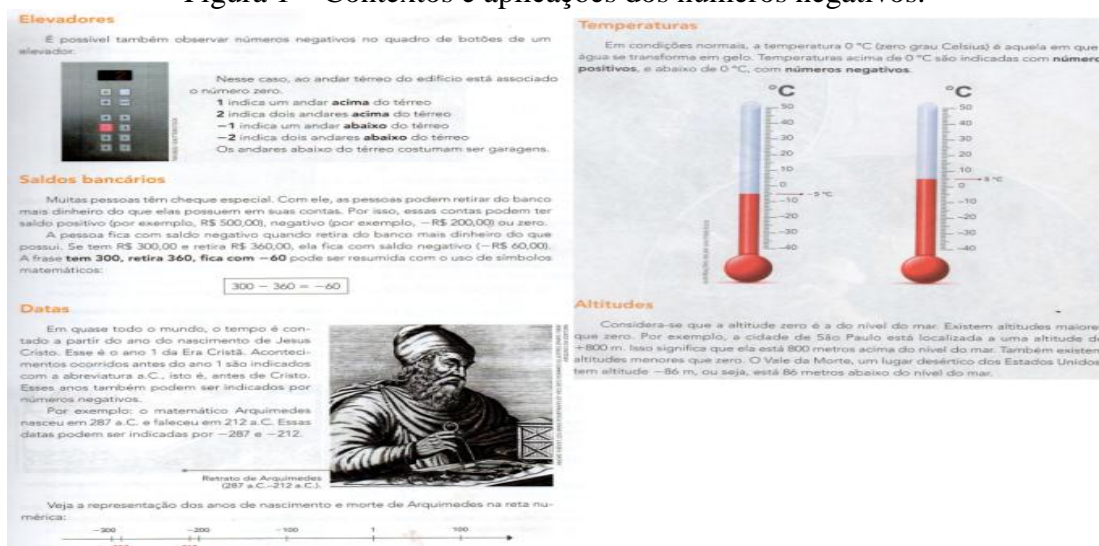 Figura 1 – Contextos e aplicações dos números negativos.
Elevadores
É possível também observar números negativos no quadro de botões de um
elevador.
Nesse caso, ao andar térreo do edifício está associado
o número zero.
1 indica um andar acima do térreo
2 indica dois andares acima do térreo
−1 indica um andar abaixo do térreo
−2 indica dois andares abaixo do térreo
Os andares abaixo do térreo costumam ser garagens.
Saldos bancários
Muitas pessoas têm cheque especial. Com ele, as pessoas podem retirar do banco
mais dinheiro do que elas possuem em suas contas. Por isso, essas contas podem ter
saldo positivo (por exemplo, R$ 500,00), negativo (por exemplo, −R$ 200,00) ou zero.
A pessoa fica com saldo negativo quando retira do banco mais dinheiro do que
possui. Se tem R$ 300,00 e retira R$ 360,00, ela fica com saldo negativo (−R$ 60,00).
A frase tem 300, retira 360, fica com −60 pode ser resumida com o uso de símbolos
matemáticos:
300 − 360 = −60
Datas
Em quase todo o mundo, o tempo é con-
tado a partir do ano do nascimento de Jesus
Cristo. Esse é o ano 1 da Era Cristã. Aconteci-
mentos ocorridos antes do ano 1 são indicados
com a abreviatura a.C., isto é, antes de Cristo.
Esses anos também podem ser indicados por
números negativos.
Por exemplo: o matemático Arquimedes
nasceu em 287 a.C. e faleceu em 212 a.C. Essas
datas podem ser indicadas por −287 e −212.
Retrato de Arquimedes
(287 a.C.-212 a.C.).
Veja a representação dos anos de nascimento e morte de Arquimedes na reta nu-
mérica:
−300 −200 −100 1 100
Temperaturas
Em condições normais, a temperatura 0 °C (zero grau Celsius) é aquela em que
água se transforma em gelo. Temperaturas acima de 0 °C são indicadas com número
positivos, e abaixo de 0 °C, com números negativos.
°C °C
50 50
40 40
30 30
20 20
10 10
0 0
−5 °C
−10 −10
−20 −20
−30 −30
−40 −40
Altitudes
Considera-se que a altitude zero é a do nível do mar. Existem altitudes maiores
que zero. Por exemplo, a cidade de São Paulo está localizada a uma altitude de
+800 m. Isso significa que ela está 800 metros acima do nível do mar. Também existem
altitudes menores que zero. O Vale da Morte, um lugar desértico dos Estados Unidos
tem altitude −86 m, ou seja, está 86 metros abaixo do nível do mar.